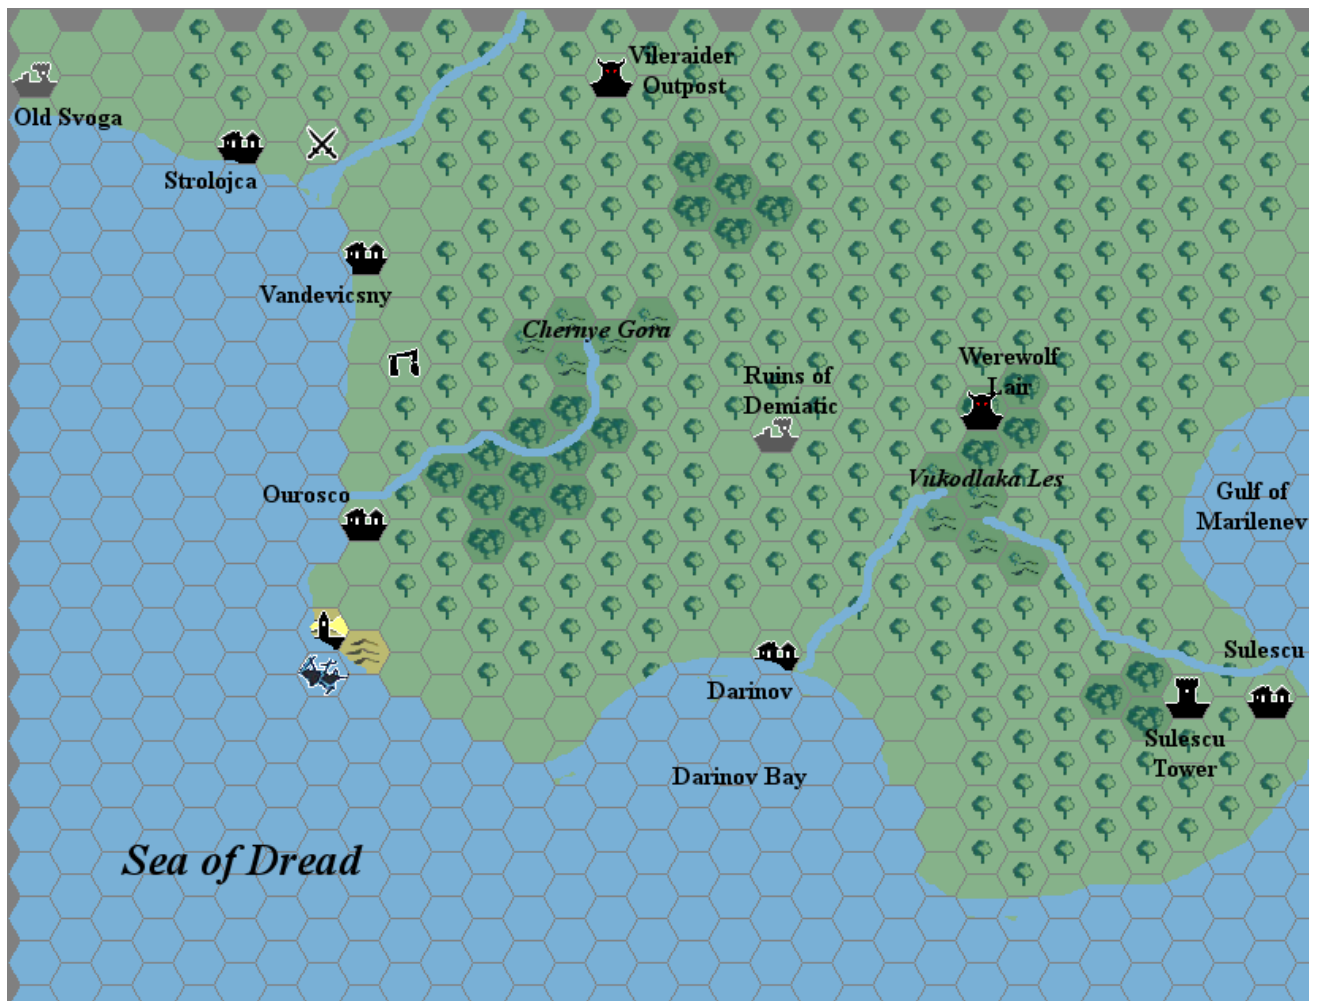 Vileraider
Outpost
Old Svoga
Strolojca
Vandevicsny
Chernye Gora
Werewolf
Lair
Ruins of
Demiatic
Vukodlaka Les
Ourosco
Gulf of
Marilenev
Sulescu
Darinov
Sulescu
Tower
Darinov Bay
Sea of Dread